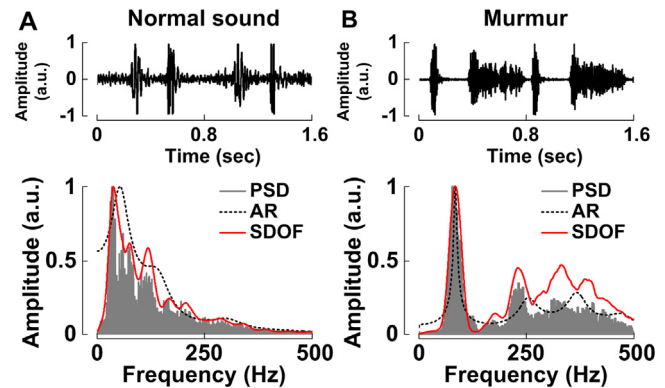 A Normal sound
B Murmur
Amplitude
(a.u.)
1
0
-1
0 0.8 1.6
Time (sec)
Amplitude
(a.u.)
1
0
-1
0 0.8 1.6
Time (sec)
Amplitude (a.u.)
1
0.5
0
PSD
AR
SDOF
0 250 500
Frequency (Hz)
Amplitude (a.u.)
1
0.5
0
PSD
AR
SDOF
0 250 500
Frequency (Hz)